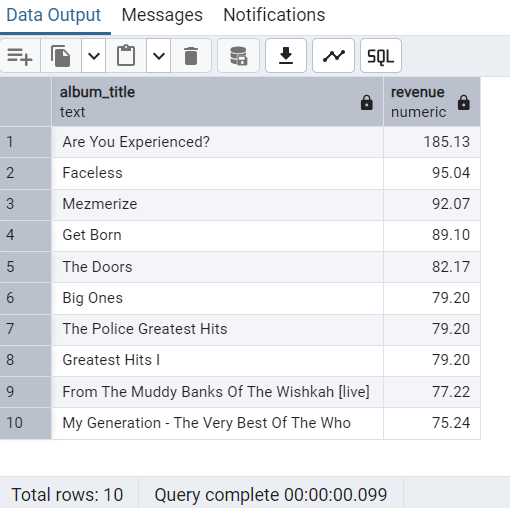 Data Output Messages Notifications
SQL
album_title revenue
text numeric
1 Are You Experienced? 185.13
2 Faceless 95.04
3 Mezmerize 92.07
4 Get Born 89.10
5 The Doors 82.17
6 Big Ones 79.20
7 The Police Greatest Hits 79.20
8 Greatest Hits I 79.20
9 From The Muddy Banks Of The Wishkah [live] 77.22
10 My Generation - The Very Best Of The Who 75.24
Total rows: 10 Query complete 00:00:00.099